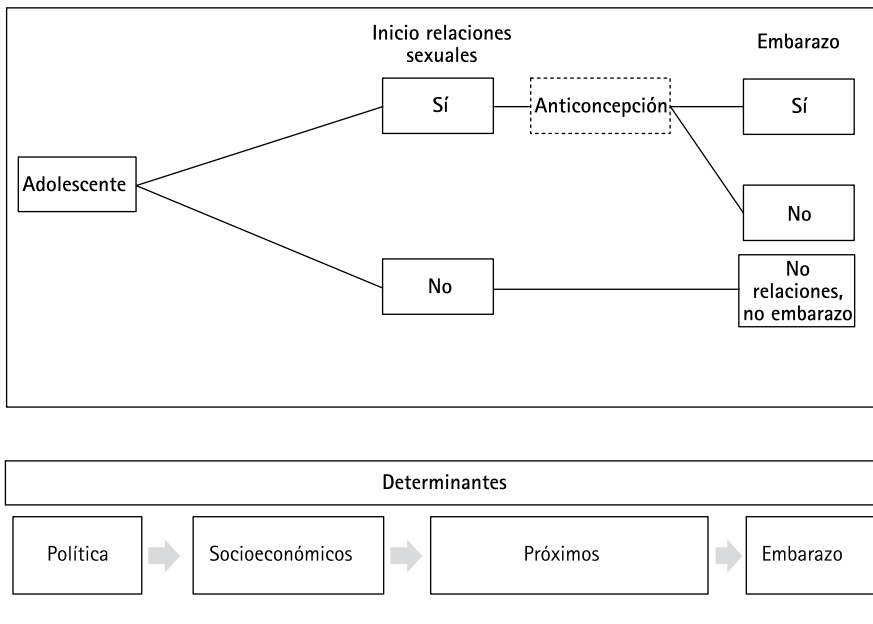 Inicio relaciones
sexuales
Embarazo
Sí
Anticoncepción
Sí
Adolescente
No
No
No
relaciones,
no embarazo
Determinantes
Política
Socioeconómicos
Próximos
Embarazo